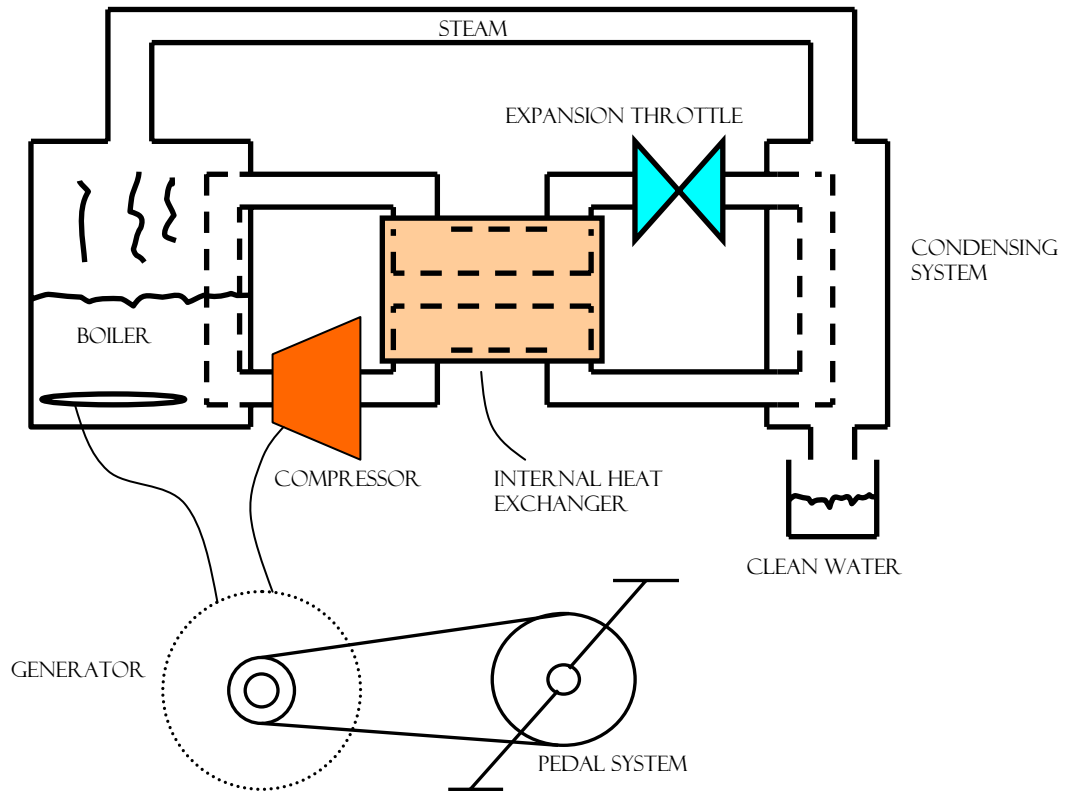 STEAM
EXPANSION THROTTLE
CONDENSING
SYSTEM
BOILER
COMPRESSOR
INTERNAL HEAT
EXCHANGER
CLEAN WATER
GENERATOR
PEDAL SYSTEM